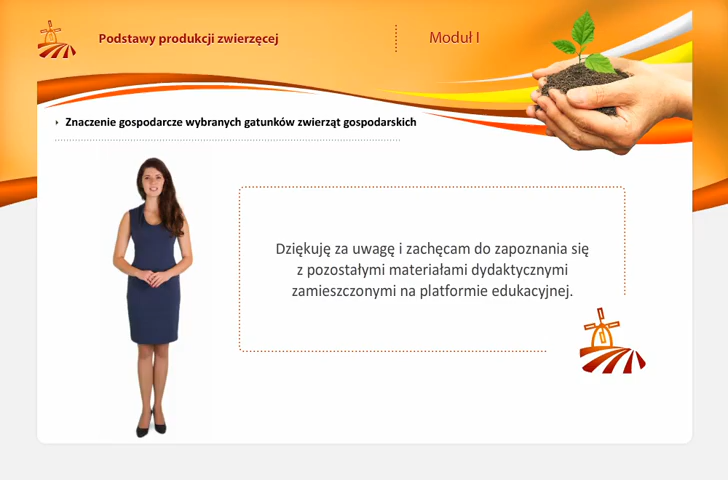 Podstawy produkcji zwierzęcej
Moduł I
Znaczenie gospodarcze wybranych gatunków zwierząt gospodarskich
Dziękuję za uwagę i zachęcam do zapoznania się
z pozostałymi materiałami dydaktycznymi
zamieszczonymi na platformie edukacyjnej.